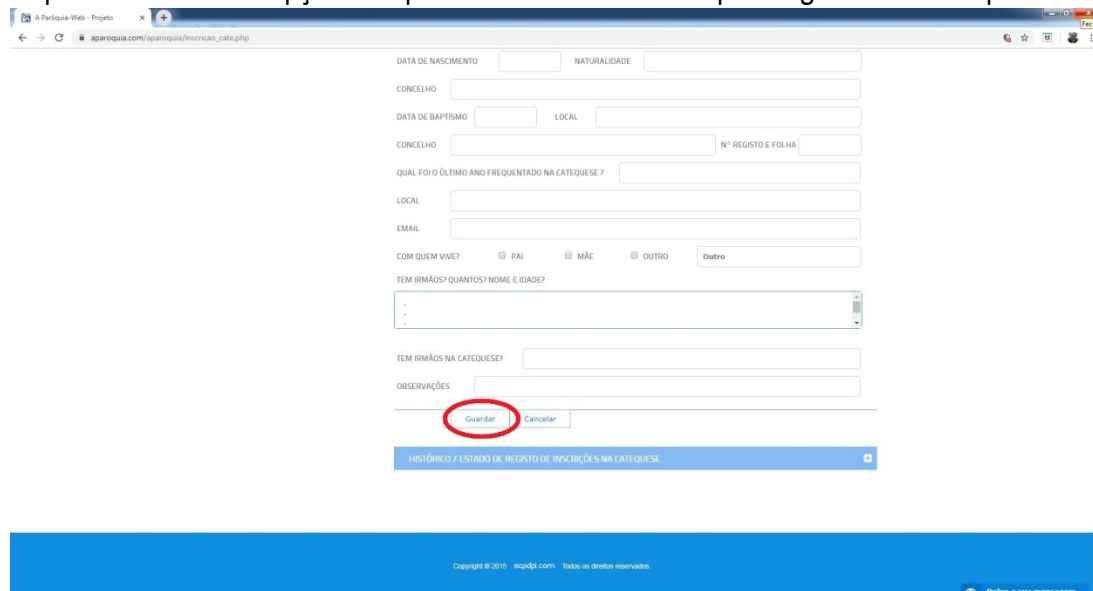 A Paróquia-Web - Projeto
aparoquia.com/aparoquia/inscricao_cate.php
Fec
DATA DE NASCIMENTO NATURALIDADE
CONCELHO
DATA DE BAPTISMO LOCAL
CONCELHO Nº REGISTO E FOLHA
QUAL FOI O ÚLTIMO ANO FREQUENTADO NA CATEQUESE ?
LOCAL
EMAIL
COM QUEM VIVE? PAI MÃE OUTRO Outro
TEM IRMÃOS? QUANTOS? NOME E IDADE?
-
-
-
TEM IRMÃOS NA CATEQUESE?
OBSERVAÇÕES
Guardar Cancelar
HISTÓRICO / ESTADO DE REGISTO DE INSCRIÇÕES NA CATEQUESE
Copyright © 2015 scpdpi.com Todos os direitos reservados.